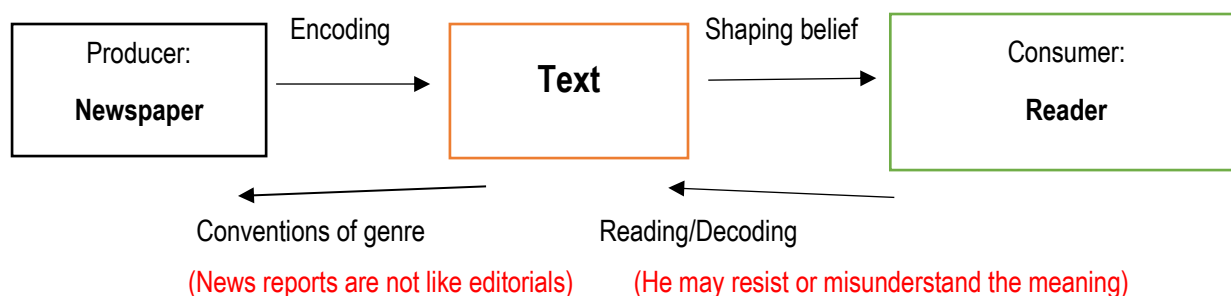 Encoding
Shaping belief
Producer:
Newspaper
Text
Consumer:
Reader
Conventions of genre
Reading/Decoding
(News reports are not like editorials)
(He may resist or misunderstand the meaning)